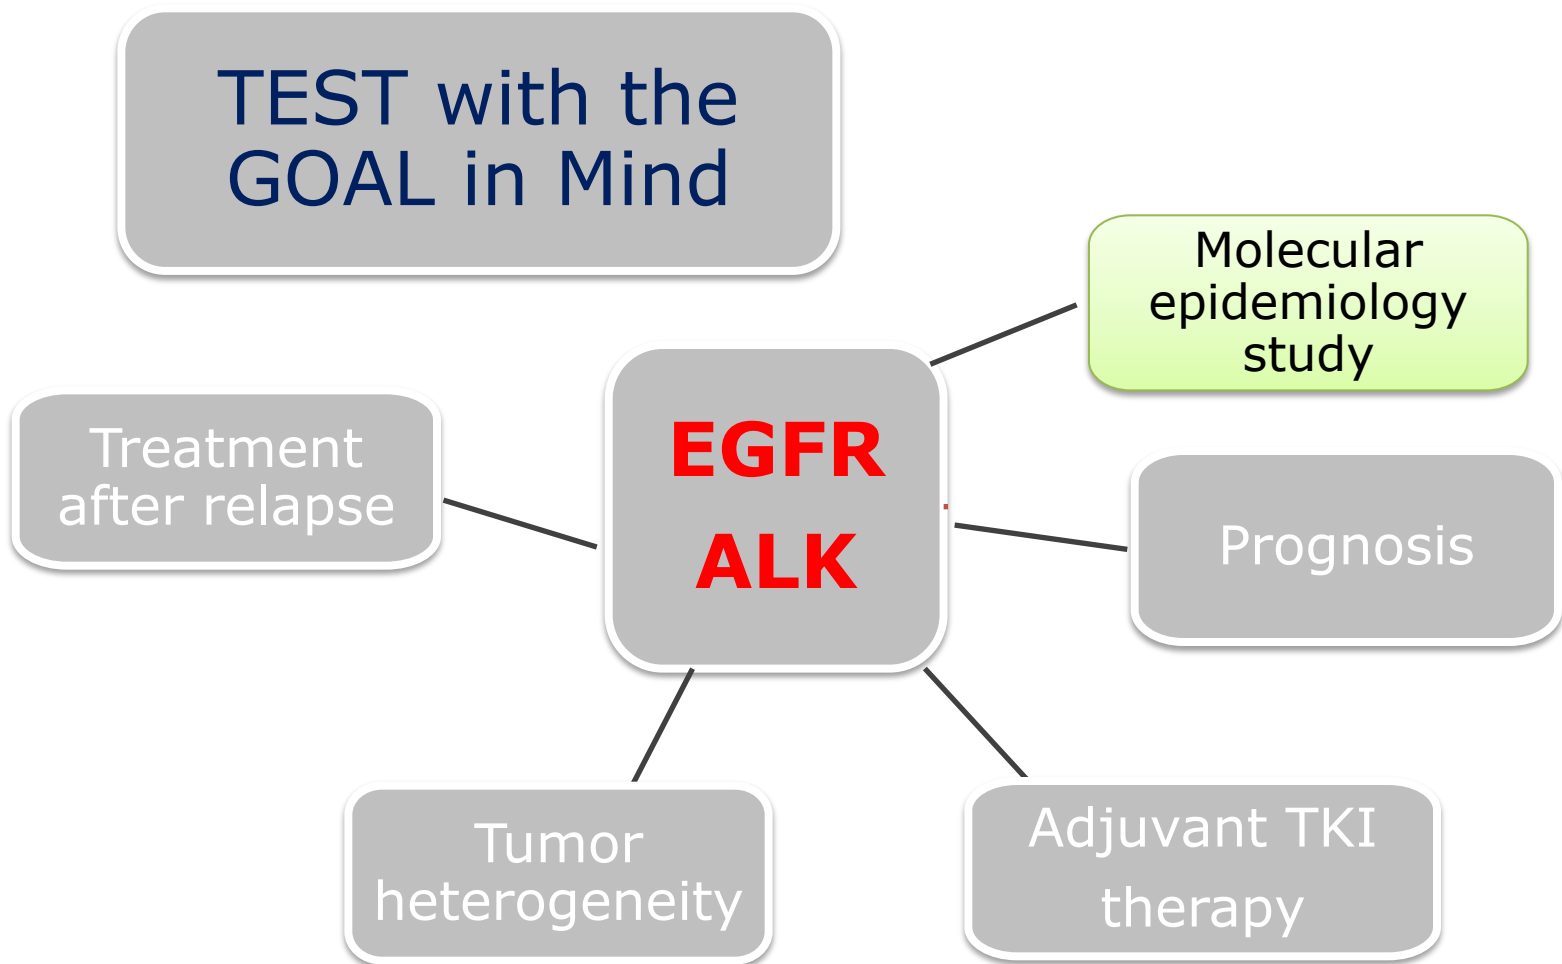 TEST with the
GOAL in Mind
Molecular
epidemiology
study
Treatment
after relapse
EGFR
ALK
Prognosis
Tumor
heterogeneity
Adjuvant TKI
therapy